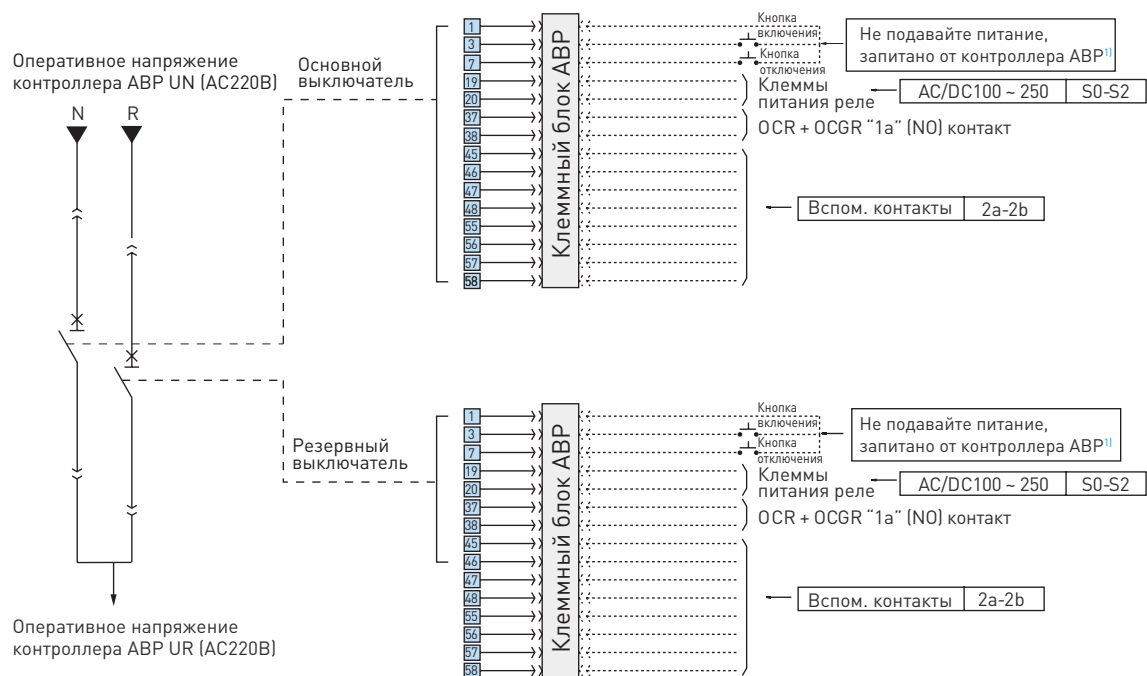 Оперативное напряжение
контроллера АВР UN (AC220В)
N
R
Основной
выключатель
1
3
7
19
20
37
38
45
46
47
48
55
56
57
58
Клеммный блок АВР
Кнопка
включения
Кнопка
отключения
Не подавайте питание,
запитано от контроллера АВР1)
Клеммы
питания реле
AC/DC100 ~ 250 S0-S2
OCR + OCGR “1a” (NO) контакт
Вспом. контакты 2a-2b
Резервный
выключатель
1
3
7
19
20
37
38
45
46
47
48
55
56
57
58
Клеммный блок АВР
Кнопка
включения
Кнопка
отключения
Не подавайте питание,
запитано от контроллера АВР1)
Клеммы
питания реле
AC/DC100 ~ 250 S0-S2
OCR + OCGR “1a” (NO) контакт
Вспом. контакты 2a-2b
Оперативное напряжение
контроллера АВР UR (AC220В)